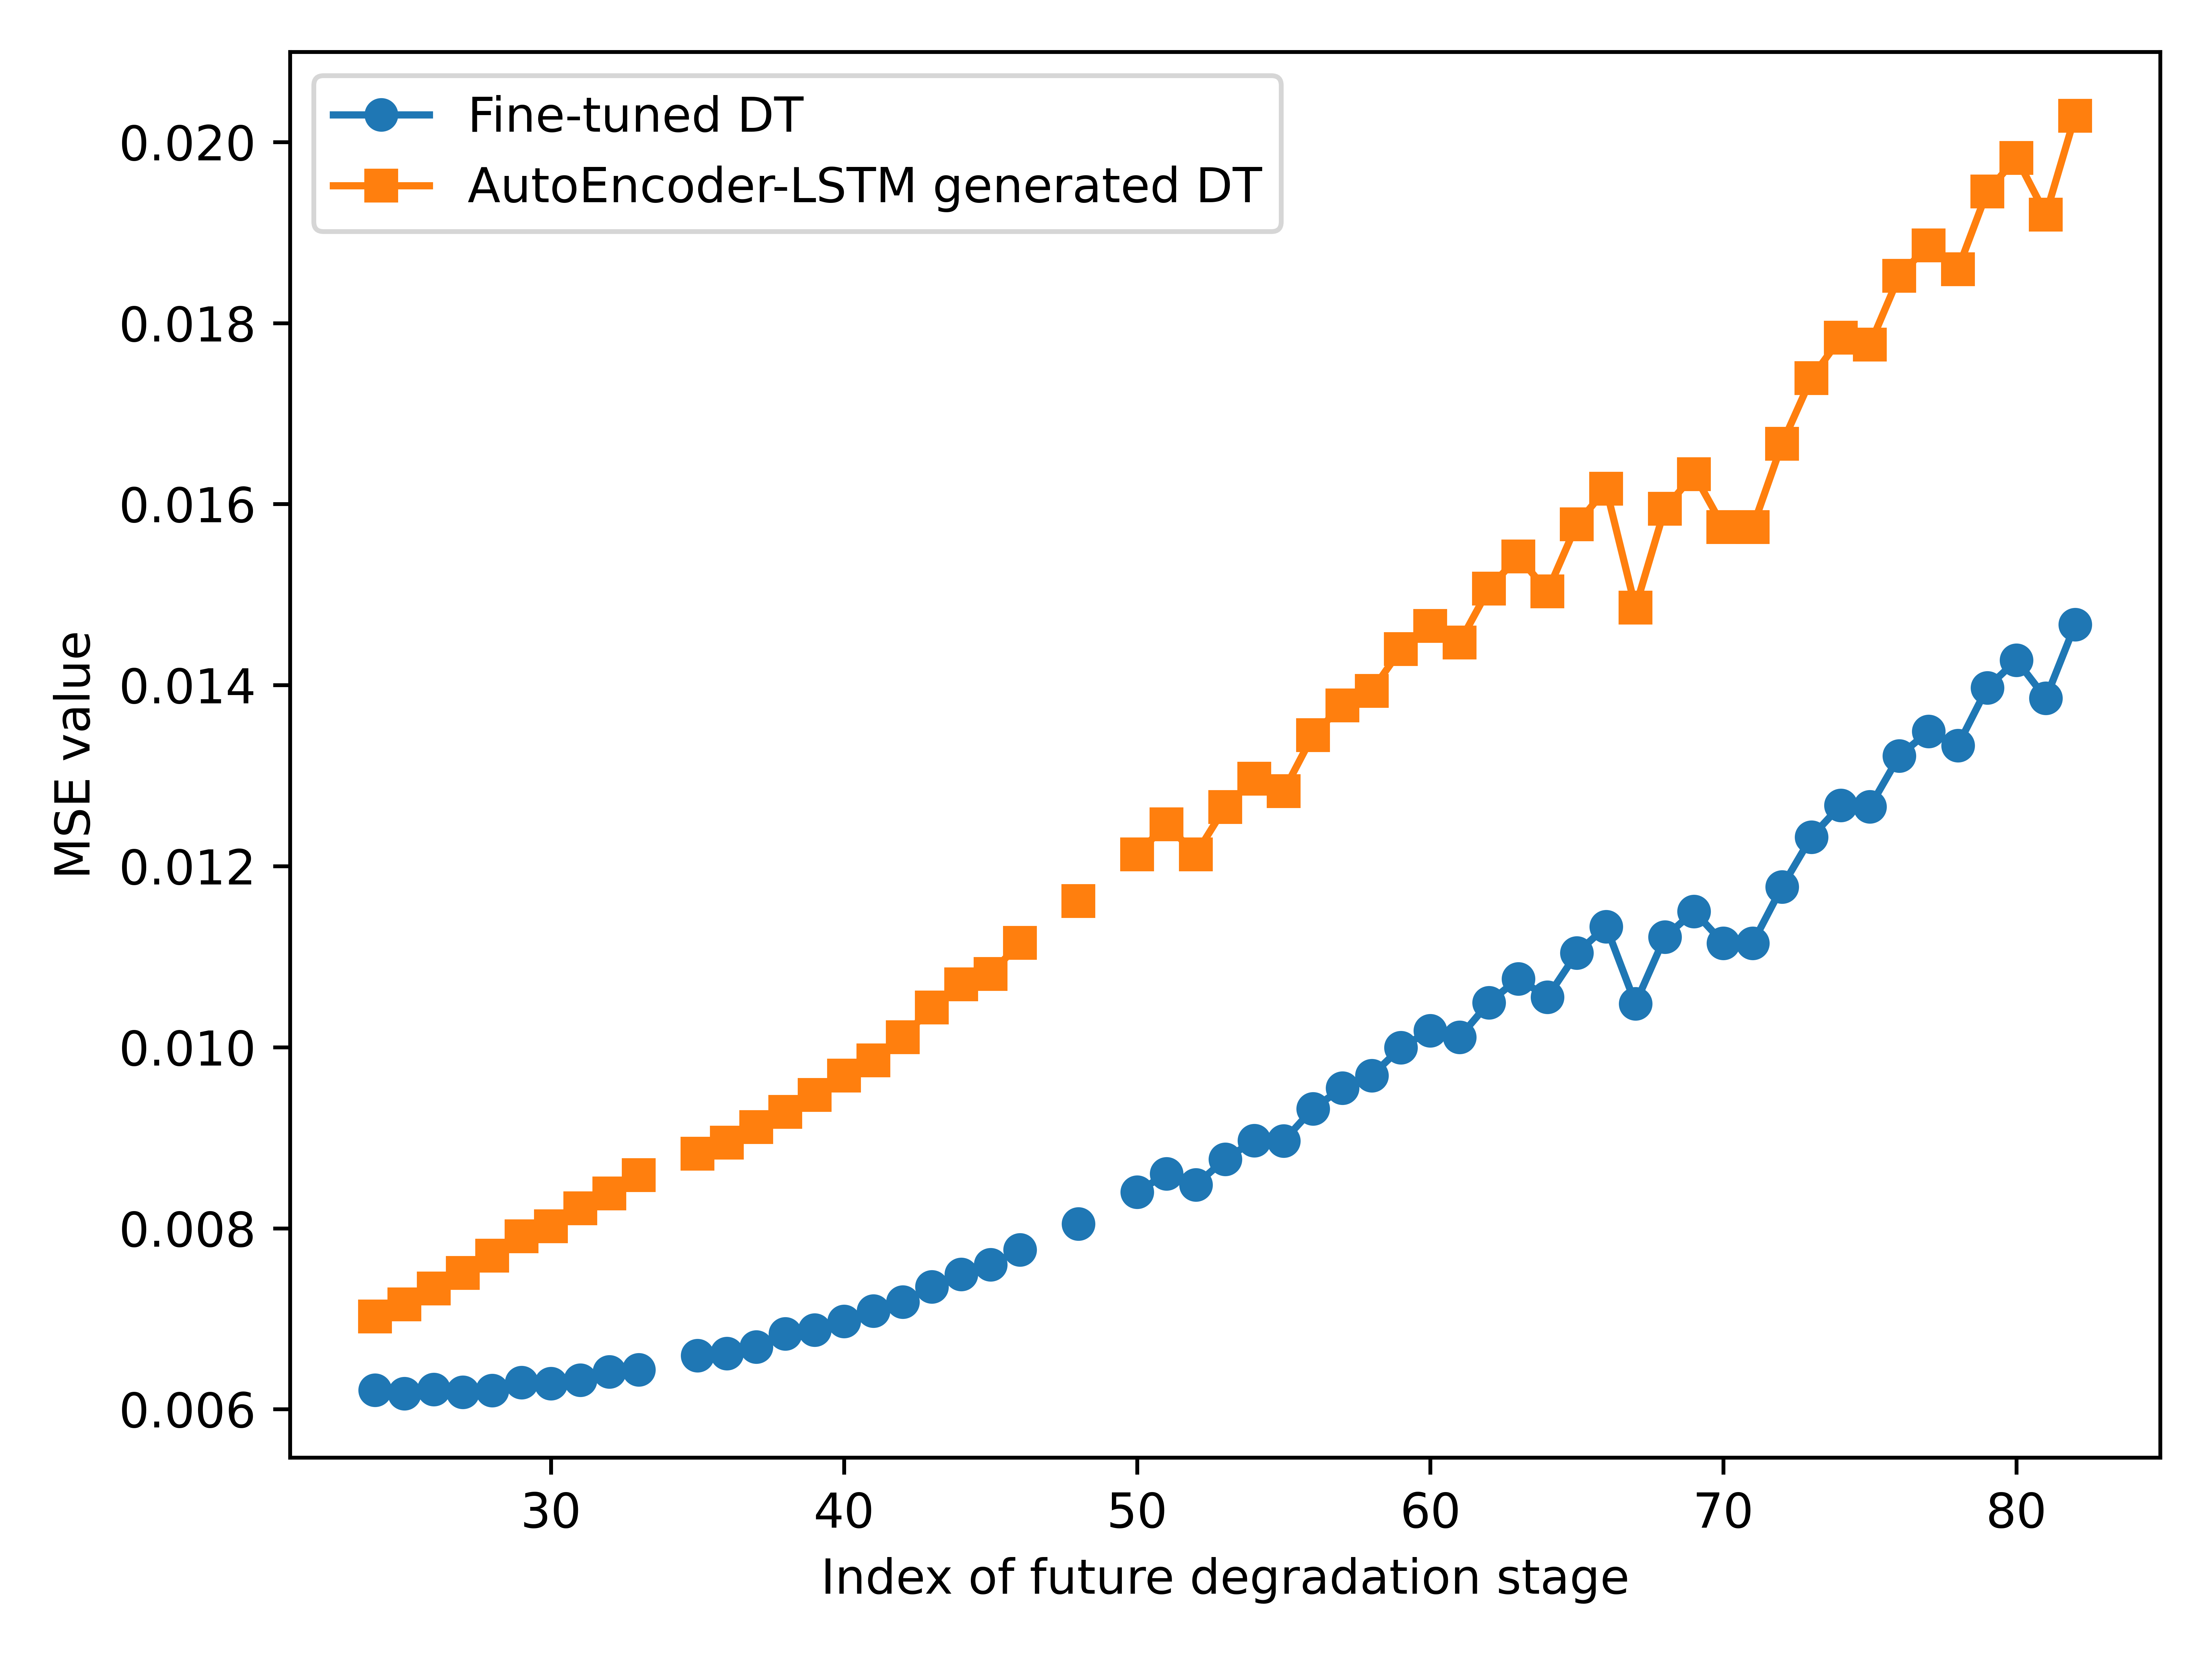 Fine-tuned DT
AutoEncoder-LSTM generated DT
0.020
0.018
0.016
0.014
0.012
0.010
0.008
0.006
MSE value
30 40 50 60 70 80
Index of future degradation stage